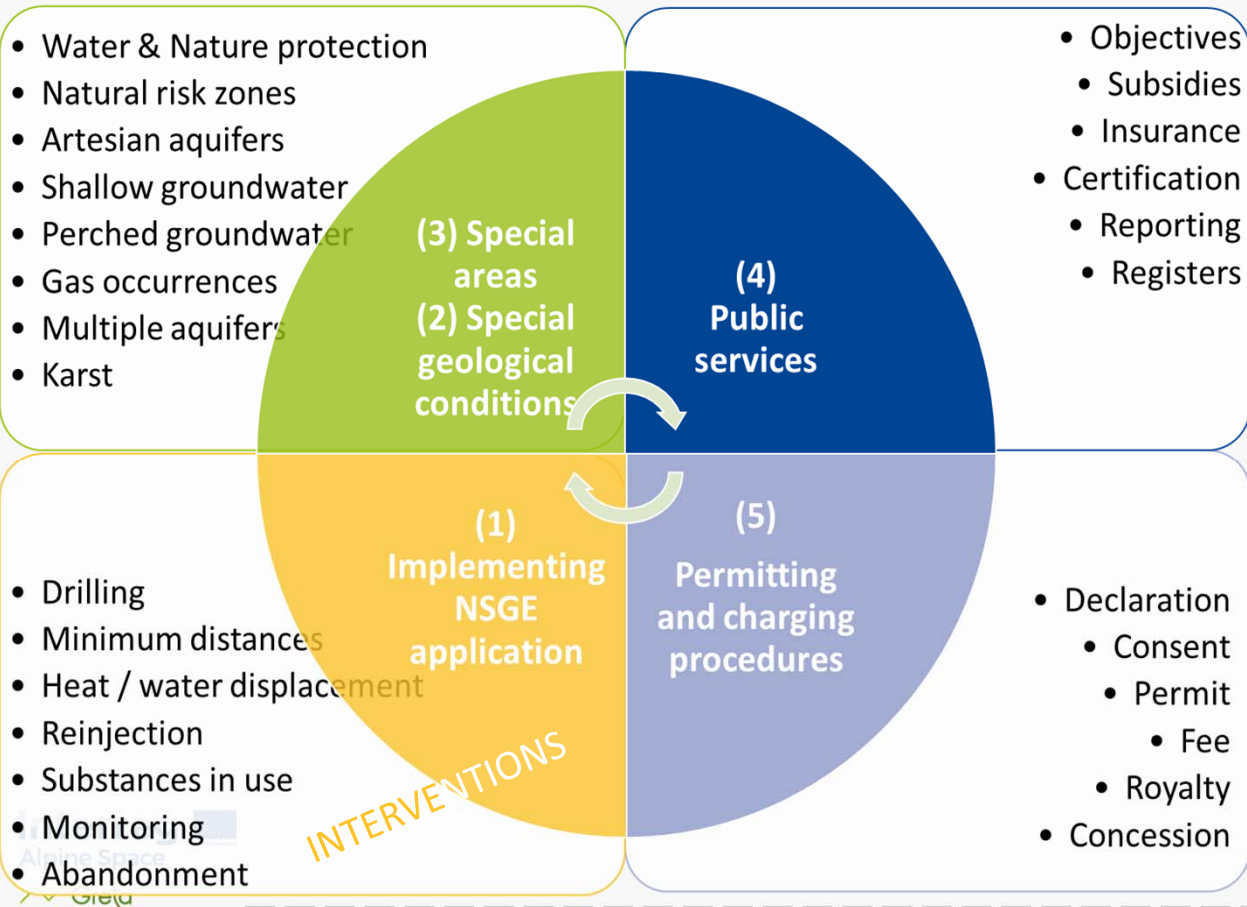 • Water & Nature protection
• Natural risk zones
• Artesian aquifers
• Shallow groundwater
• Perched groundwater
• Gas occurrences
• Multiple aquifers
• Karst
(3) Special
areas
(2) Special
geological
conditions
(4)
Public
services
• Objectives
• Subsidies
• Insurance
• Certification
• Reporting
• Registers
• Drilling
• Minimum distances
• Heat / water displacement
• Reinjection
• Substances in use
• Monitoring
• Abandonment
(1)
Implementing
NSGE
application
INTERVENTIONS
(5)
Permitting
and charging
procedures
• Declaration
• Consent
• Permit
• Fee
• Royalty
• Concession
Alpine Space